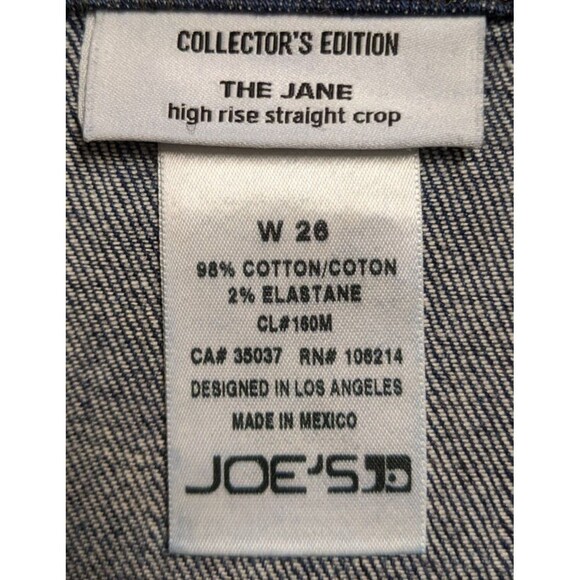 COLLECTOR'S EDITION
THE JANE
high rise straight crop
W 26
98% COTTON/COTON
2% ELASTANE
CL#160M
CA# 35037 RN# 106214
DESIGNED IN LOS ANGELES
MADE IN MEXICO
JOE'S